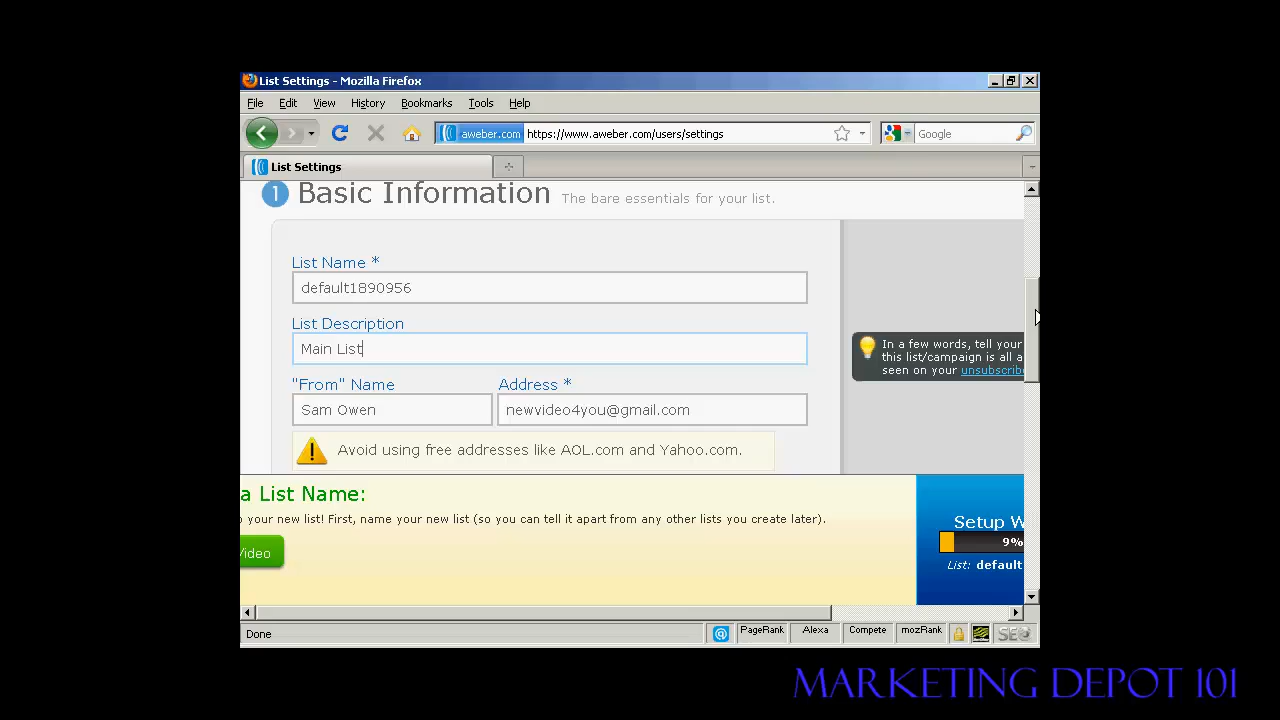 List Settings - Mozilla Firefox
File Edit View History Bookmarks Tools Help
aweber.com https://www.aweber.com/users/settings Google
List Settings
1 Basic Information The bare essentials for your list.
List Name *
default1890956
List Description
Main List
"From" Name Address *
Sam Owen newvideo4you@gmail.com
Avoid using free addresses like AOL.com and Yahoo.com.
In a few words, tell your
this list/campaign is all a
seen on your unsubscribe
a List Name:
o your new list! First, name your new list (so you can tell it apart from any other lists you create later).
Video
Setup W
9%
List: default
Done PageRank Alexa Compete mozRank SEO
MARKETING DEPOT 101